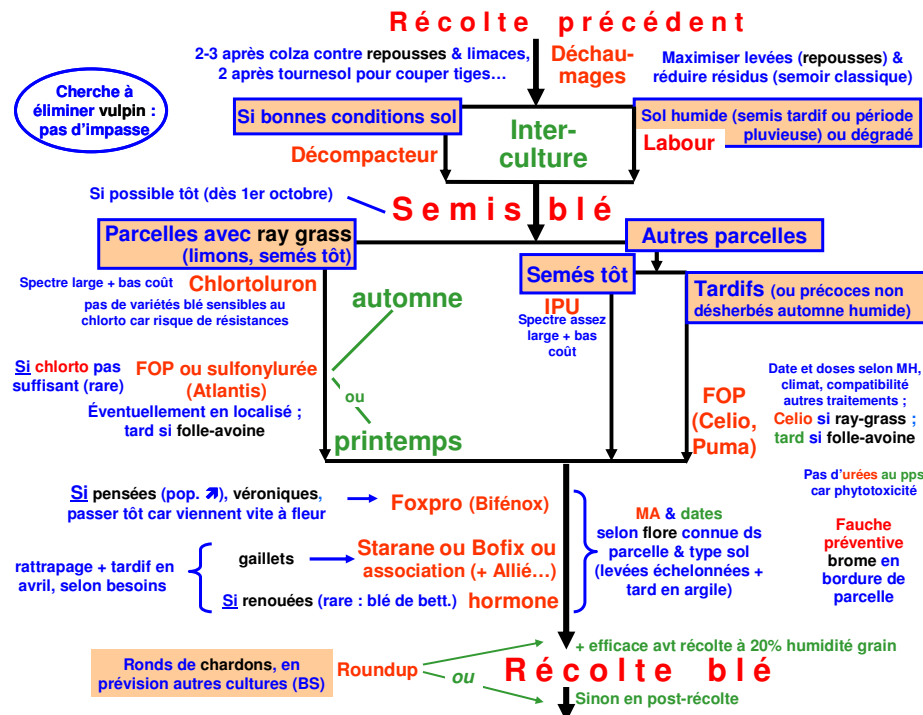 Récolte précédent
2-3 après colza contre repousses & limaces,
2 après tournesol pour couper tiges…
Déchau-
mages
Maximiser levées (repousses) &
réduire résidus (semoir classique)
Cherche à
éliminer vulpin :
pas d'impasse
Si bonnes conditions sol
Sol humide (semis tardif ou période
pluvieuse) ou dégradé
Inter-
culture
Décompacteur
Labour
Si possible tôt (dès 1er octobre)
Semis blé
Parcelles avec ray grass
(limons, semés tôt)
Autres parcelles
Semés tôt
Tardifs (ou précoces non
désherbés automne humide)
Spectre large + bas coût
Chlortoluron
pas de variétés blé sensibles au
chlorto car risque de résistances
automne
IPU
Spectre assez
large + bas
coût
Si chlorto pas
suffisant (rare)
FOP ou sulfonylurée
(Atlantis)
Éventuellement en localisé ;
tard si folle-avoine
ou
printemps
FOP
(Celio,
Puma)
Date et doses selon MH,
climat, compatibilité
autres traitements ;
Celio si ray-grass ;
tard si folle-avoine
Pas d'urées au pps
car phytotoxicité
Si pensées (pop. ↗), véroniques,
passer tôt car viennent vite à fleur
Foxpro (Bifénox)
rattrapage + tardif en
avril, selon besoins
gaillets
Starane ou Bofix ou
association (+ Allié…)
Si renouées (rare : blé de bett.)
hormone
MA & dates
selon flore connue ds
parcelle & type sol
(levées échelonnées +
tard en argile)
Fauche
préventive
brome en
bordure de
parcelle
+ efficace avt récolte à 20% humidité grain
Ronds de chardons, en
prévision autres cultures (BS)
Roundup
ou
Récolte blé
Sinon en post-récolte